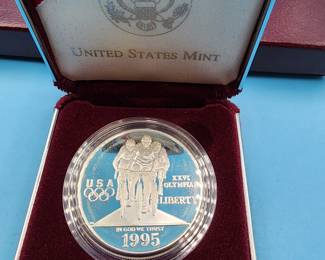 UNITED STATES MINT
USA
XXVI
OLYMPIAD
LIBERTY
IN GOD WE TRUST
1995